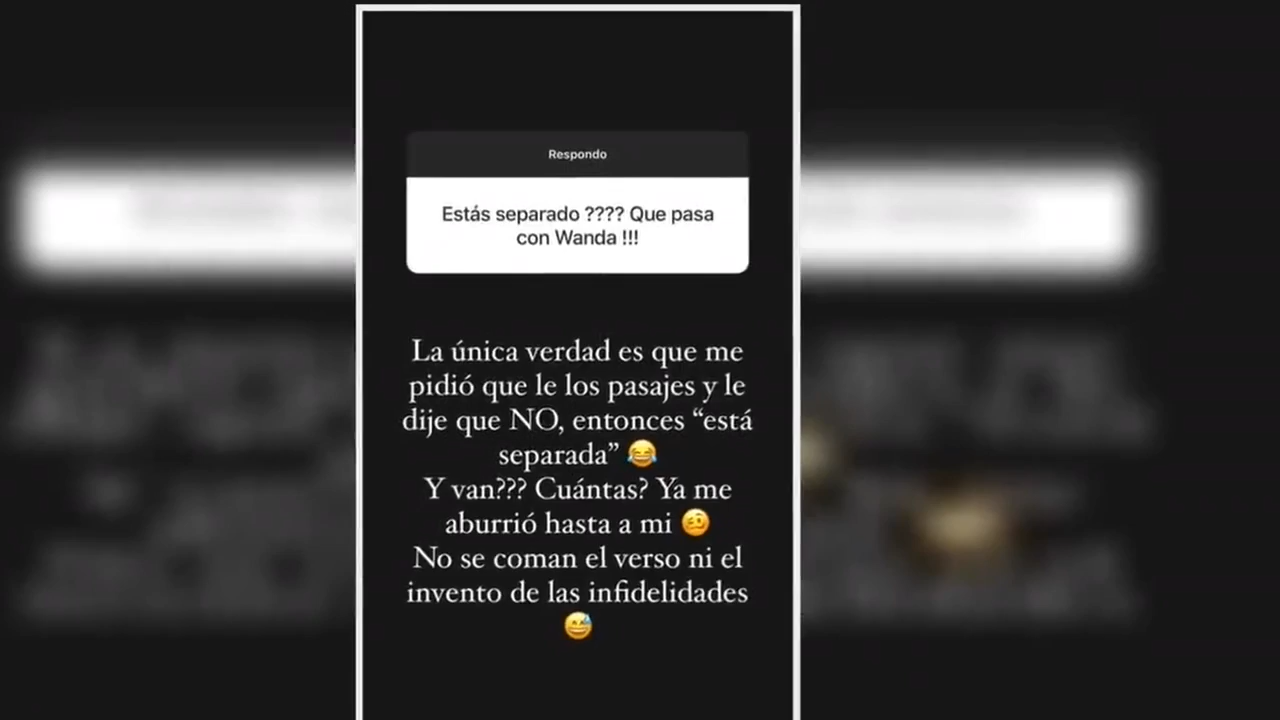 Respondo
Estás separado ???? Que pasa
con Wanda !!!
La única verdad es que me
pidió que le los pasajes y le
dije que NO, entonces “está
separada” 😂
Y van??? Cuántas? Ya me
aburrió hasta a mi 🥴
No se coman el verso ni el
invento de las infidelidades
😅